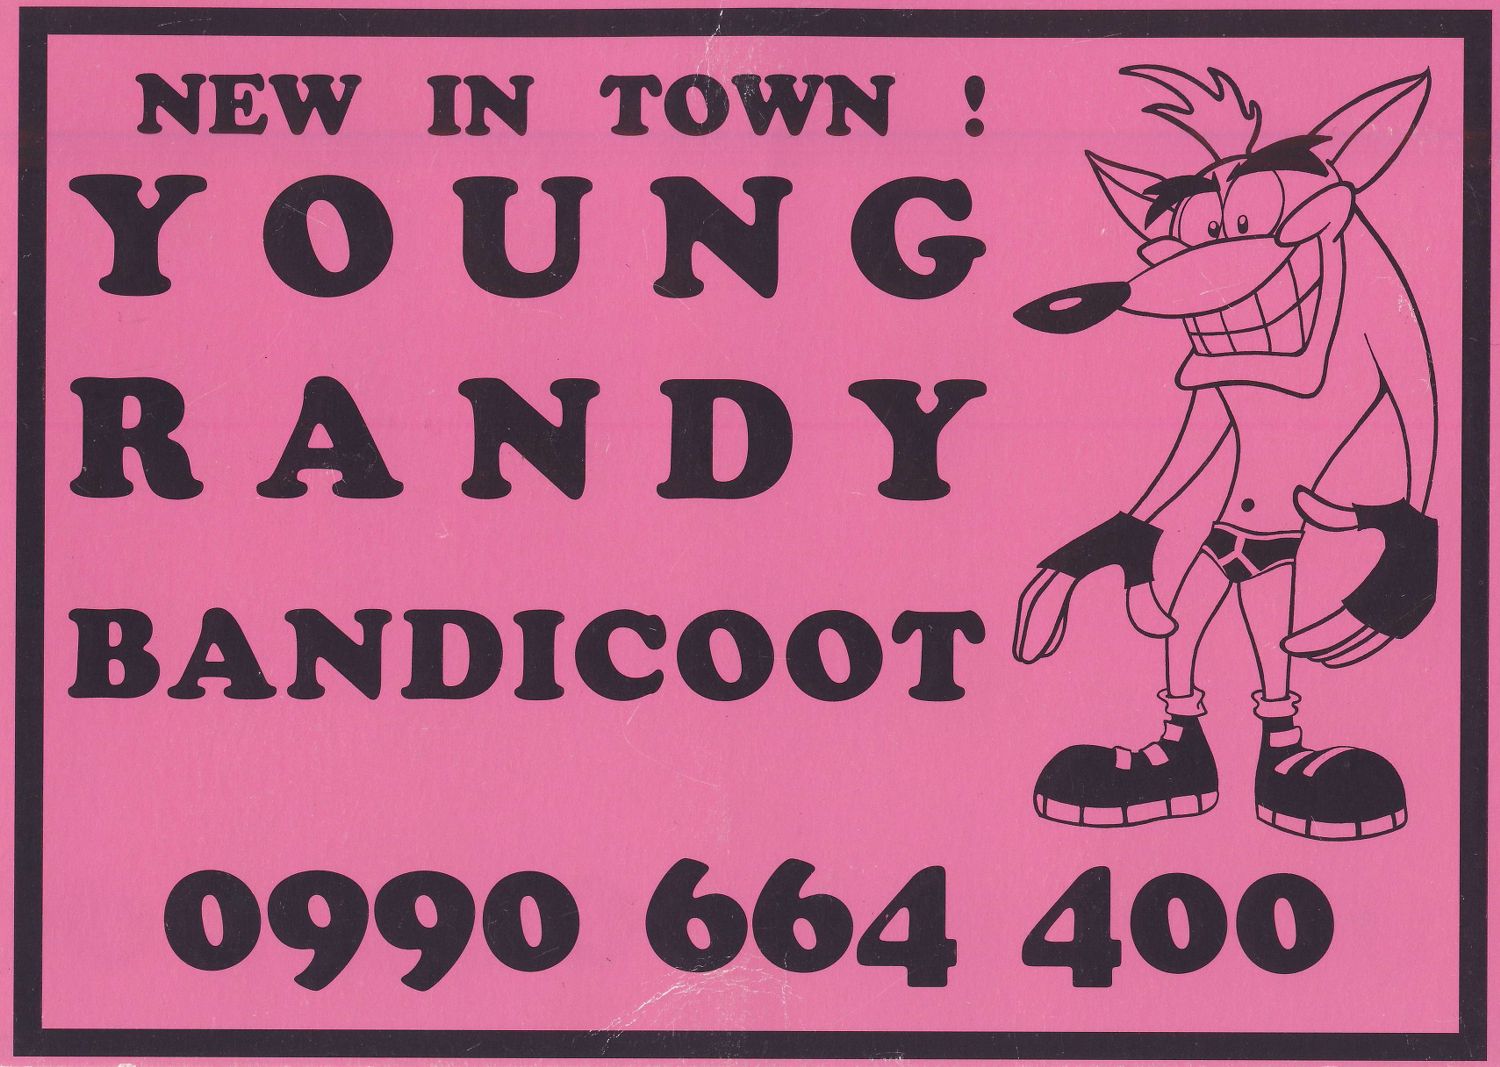 NEW IN TOWN !
YOUNG
RANDY
BANDICOOT
0990 664 400